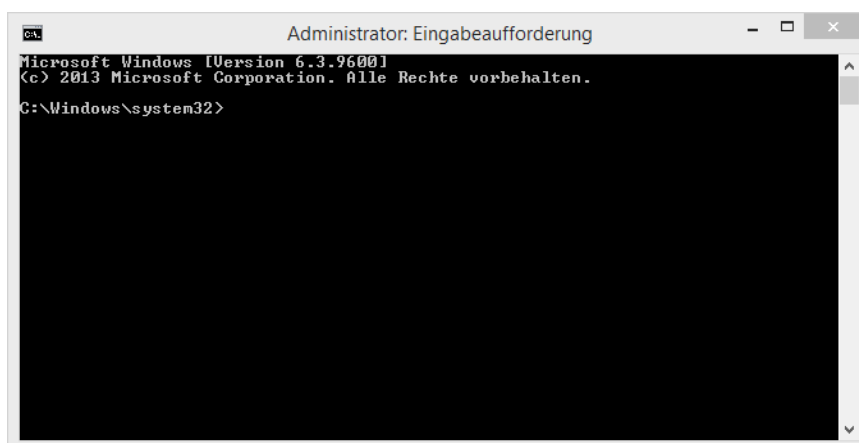 Administrator: Eingabeaufforderung
Microsoft Windows [Version 6.3.9600]
(c) 2013 Microsoft Corporation. Alle Rechte vorbehalten.
C:\Windows\system32>